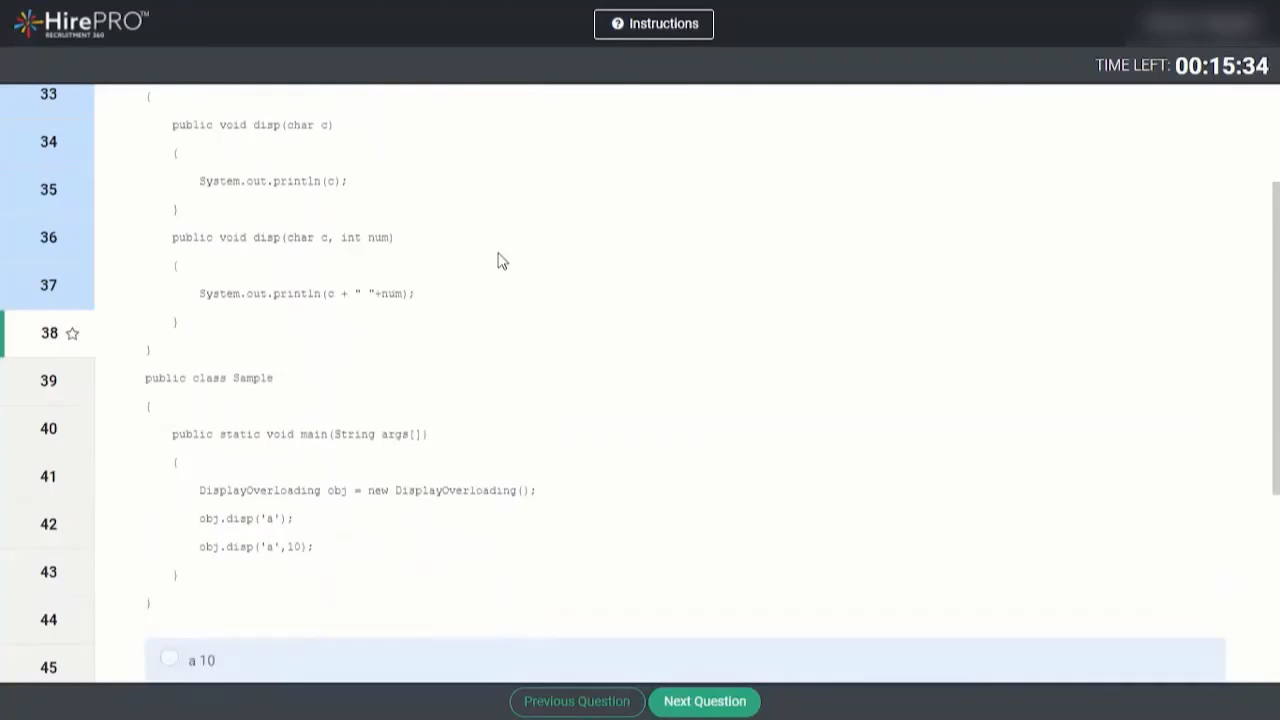 HirePRO™
RECRUITMENT 360
Instructions
TIME LEFT: 00:15:34
33
34
35
36
37
38
39
40
41
42
43
44
45
{
public void disp(char c)
{
System.out.println(c);
}
public void disp(char c, int num)
{
System.out.println(c + " "+num);
}
}
public class Sample
{
public static void main(String args[])
{
DisplayOverloading obj = new DisplayOverloading();
obj.disp('a');
obj.disp('a',10);
}
}
a 10
Previous Question
Next Question